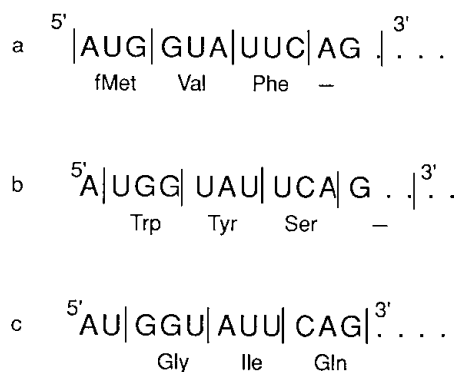 a 5' |AUG|GUA|UUC|AG .| 3' . . .
fMet Val Phe –
b 5' A|UGG|UAU|UCA|G . .| 3' . .
Trp Tyr Ser –
c 5' AU|GGU|AUU|CAG| 3' . . . .
Gly Ile Gln